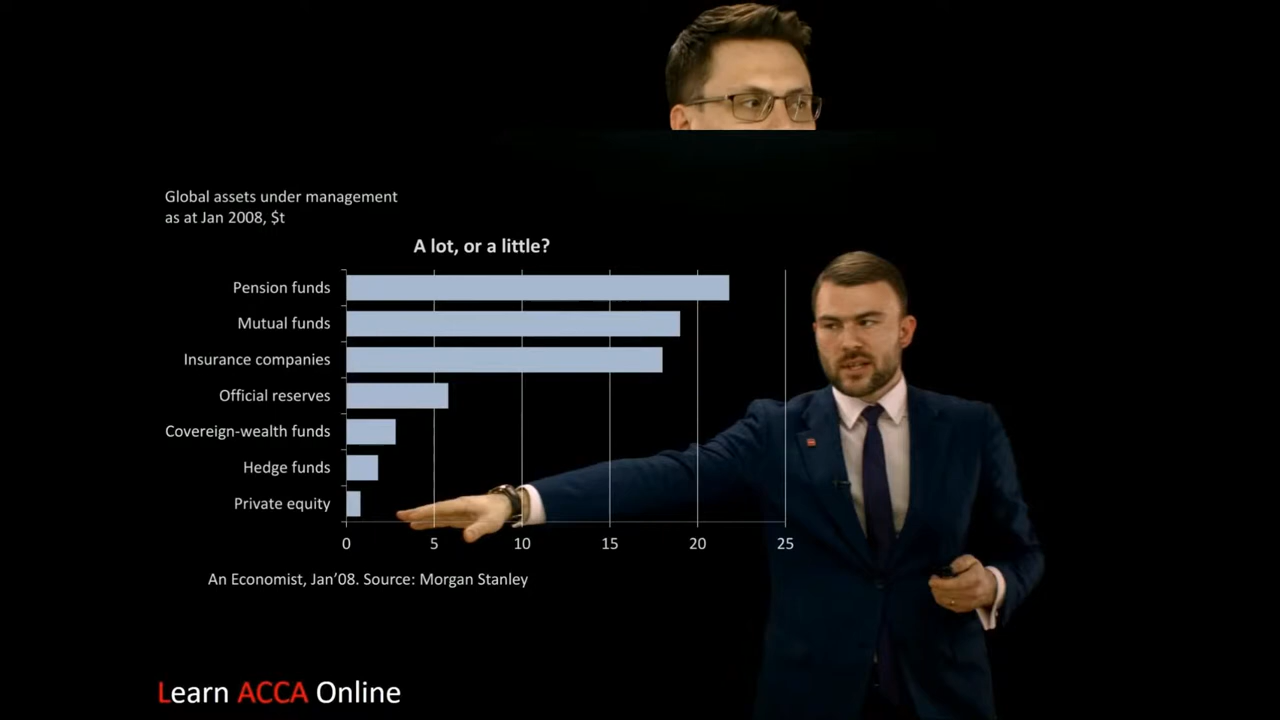 Global assets under management
as at Jan 2008, $t
A lot, or a little?
Pension funds
Mutual funds
Insurance companies
Official reserves
Covereign-wealth funds
Hedge funds
Private equity
0 5 10 15 20 25
An Economist, Jan’08. Source: Morgan Stanley
Learn ACCA Online